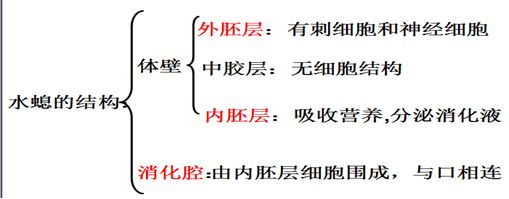 外胚层：有刺细胞和神经细胞
体壁
中胶层：无细胞结构
水螅的结构:
内胚层：吸收营养,分泌消化液
消化腔:由内胚层细胞围成，与口相连